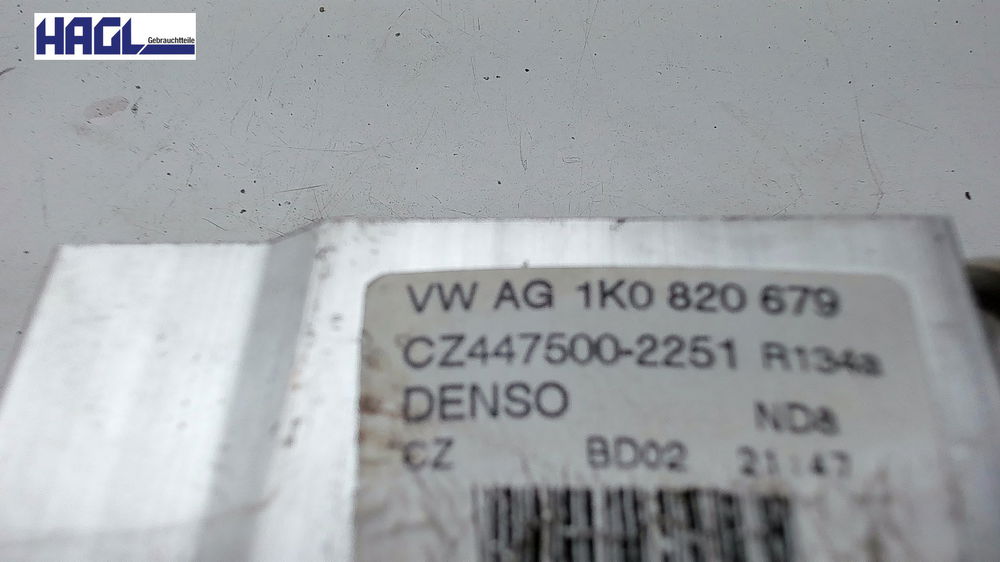 HAGL
Gebrauchtteile
VW AG 1K0 820 679
CZ447500-2251 R134a
DENSO
ND8
CZ BD02 21:47